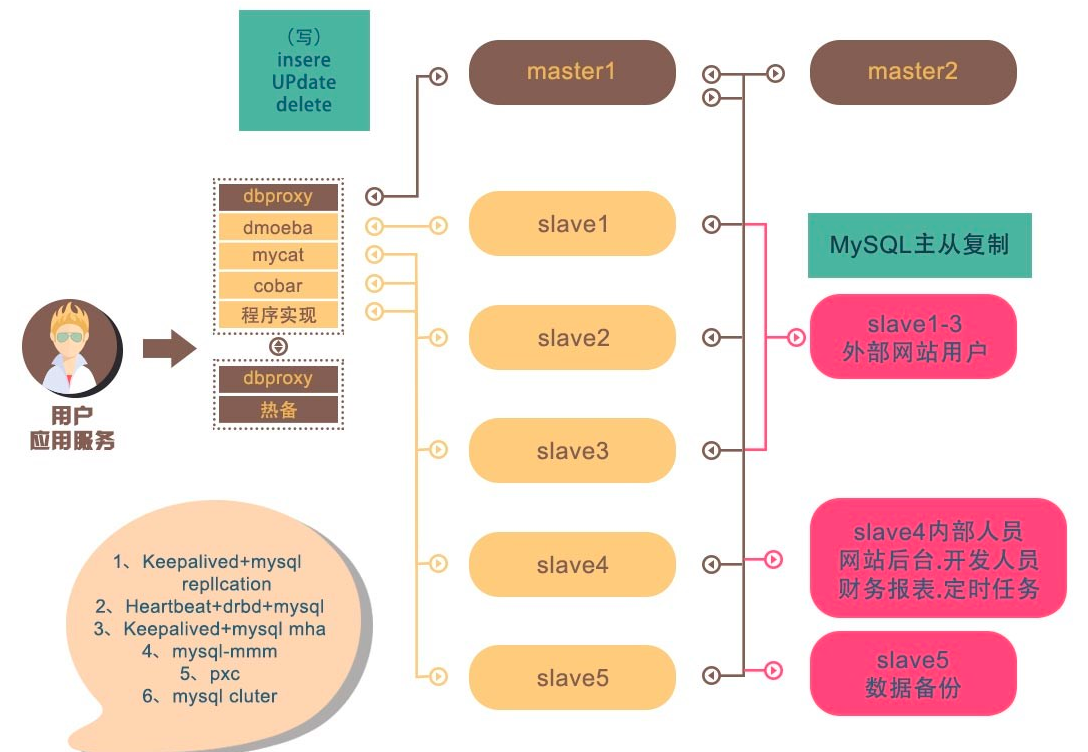 （写）
insere
UPdate
delete
master1
master2
dbproxy
dmoeba
mycat
cobar
程序实现
dbproxy
热备
用户
应用服务
slave1
slave2
slave3
slave4
slave5
MySQL主从复制
slave1-3
外部网站用户
slave4内部人员
网站后台.开发人员
财务报表.定时任务
slave5
数据备份
1、Keepalived+mysql
repllcation
2、Heartbeat+drbd+mysql
3、Keepalived+mysql mha
4、mysql-mmm
5、pxc
6、mysql cluter